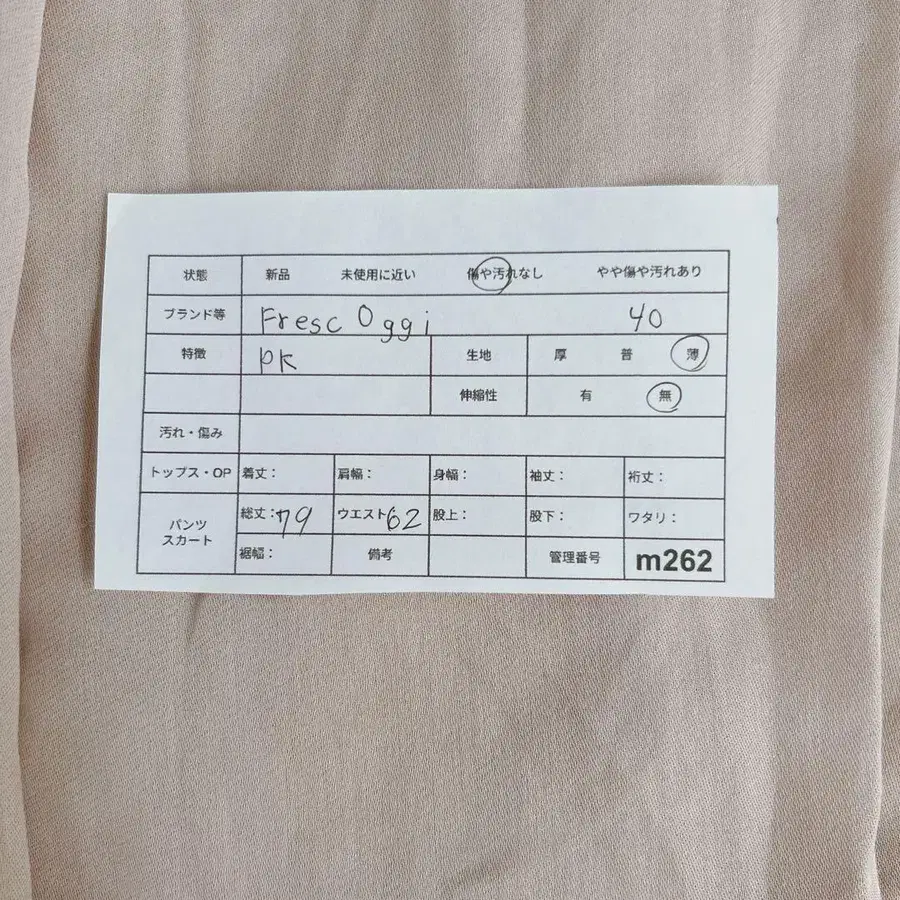 状態 新品 未使用に近い 傷や汚れなし やや傷や汚れあり
ブランド等 Fresc Oggi 40
特徴 PK 生地 厚 普 薄
伸縮性 有 無
汚れ・傷み
トップス・OP 着丈: 肩幅: 身幅: 袖丈: 裄丈:
パンツ スカート 総丈:79 ウエスト62 股上: 股下: ワタリ:
裾幅: 備考 管理番号 m262